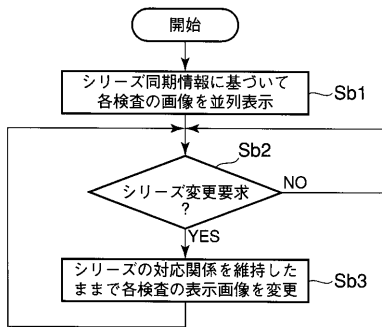 開始
シリーズ同期情報に基づいて
各検査の画像を並列表示
Sb1
Sb2
シリーズ変更要求
?
NO
YES
シリーズの対応関係を維持した
ままで各検査の表示画像を変更
Sb3